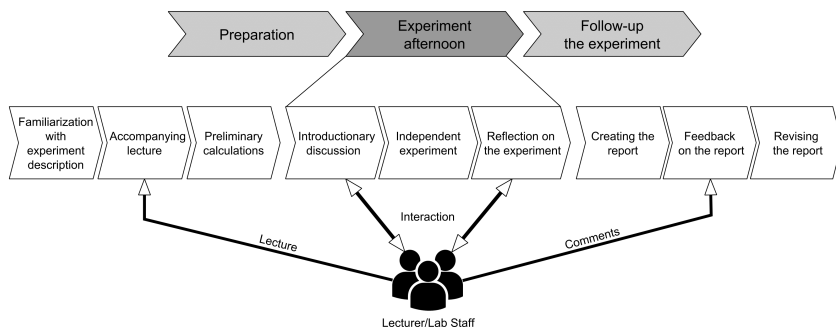 Preparation
Experiment
afternoon
Follow-up
the experiment
Familiarization
with
experiment
description
Accompanying
lecture
Preliminary
calculations
Introductionary
discussion
Independent
experiment
Reflection on
the experiment
Creating the
report
Feedback
on the report
Revising
the report
Interaction
Lecture
Comments
Lecturer/Lab Staff